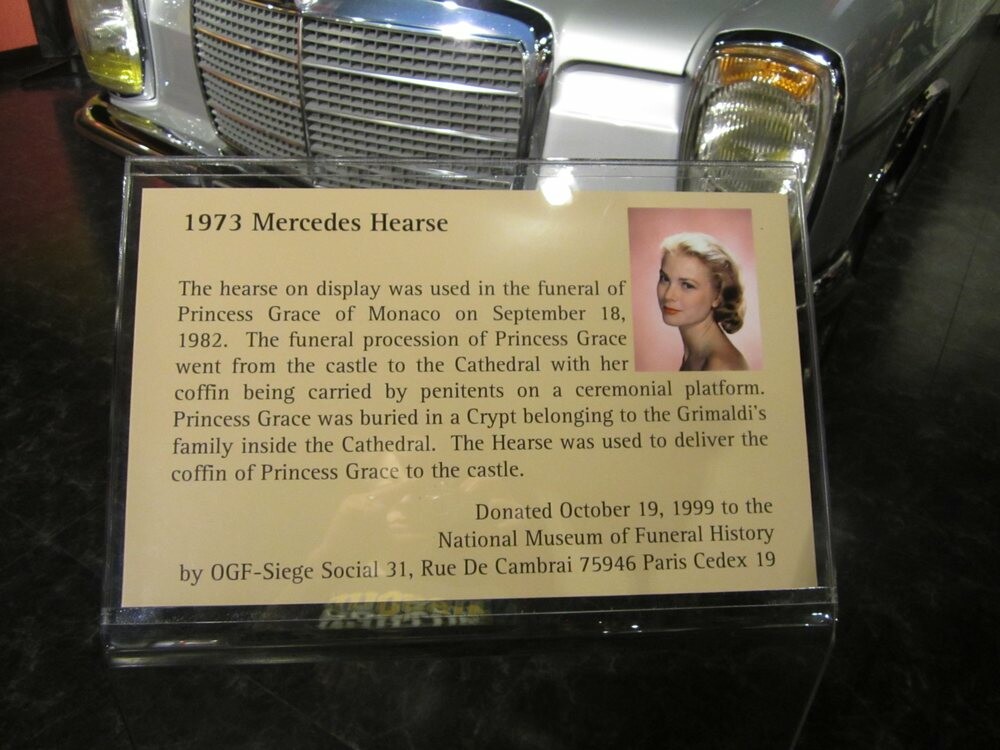 1973 Mercedes Hearse
The hearse on display was used in the funeral of
Princess Grace of Monaco on September 18,
1982. The funeral procession of Princess Grace
went from the castle to the Cathedral with her
coffin being carried by penitents on a ceremonial platform.
Princess Grace was buried in a Crypt belonging to the Grimaldi's
family inside the Cathedral. The Hearse was used to deliver the
coffin of Princess Grace to the castle.
Donated October 19, 1999 to the
National Museum of Funeral History
by OGF-Siege Social 31, Rue De Cambrai 75946 Paris Cedex 19